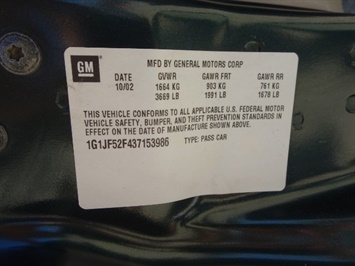 GM
MFD BY GENERAL MOTORS CORP
DATE GVWR GAWR FRT GAWR RR
10/02 1664 KG 903 KG 761 KG
3669 LB 1991 LB 1678 LB
THIS VEHICLE CONFORMS TO ALL APPLICABLE U.S. FEDERAL MOTOR
VEHICLE SAFETY, BUMPER, AND THEFT PREVENTION STANDARDS IN
EFFECT ON THE DATE OF MANUFACTURE SHOWN ABOVE.
1G1JF52F437153986 TYPE: PASS CAR